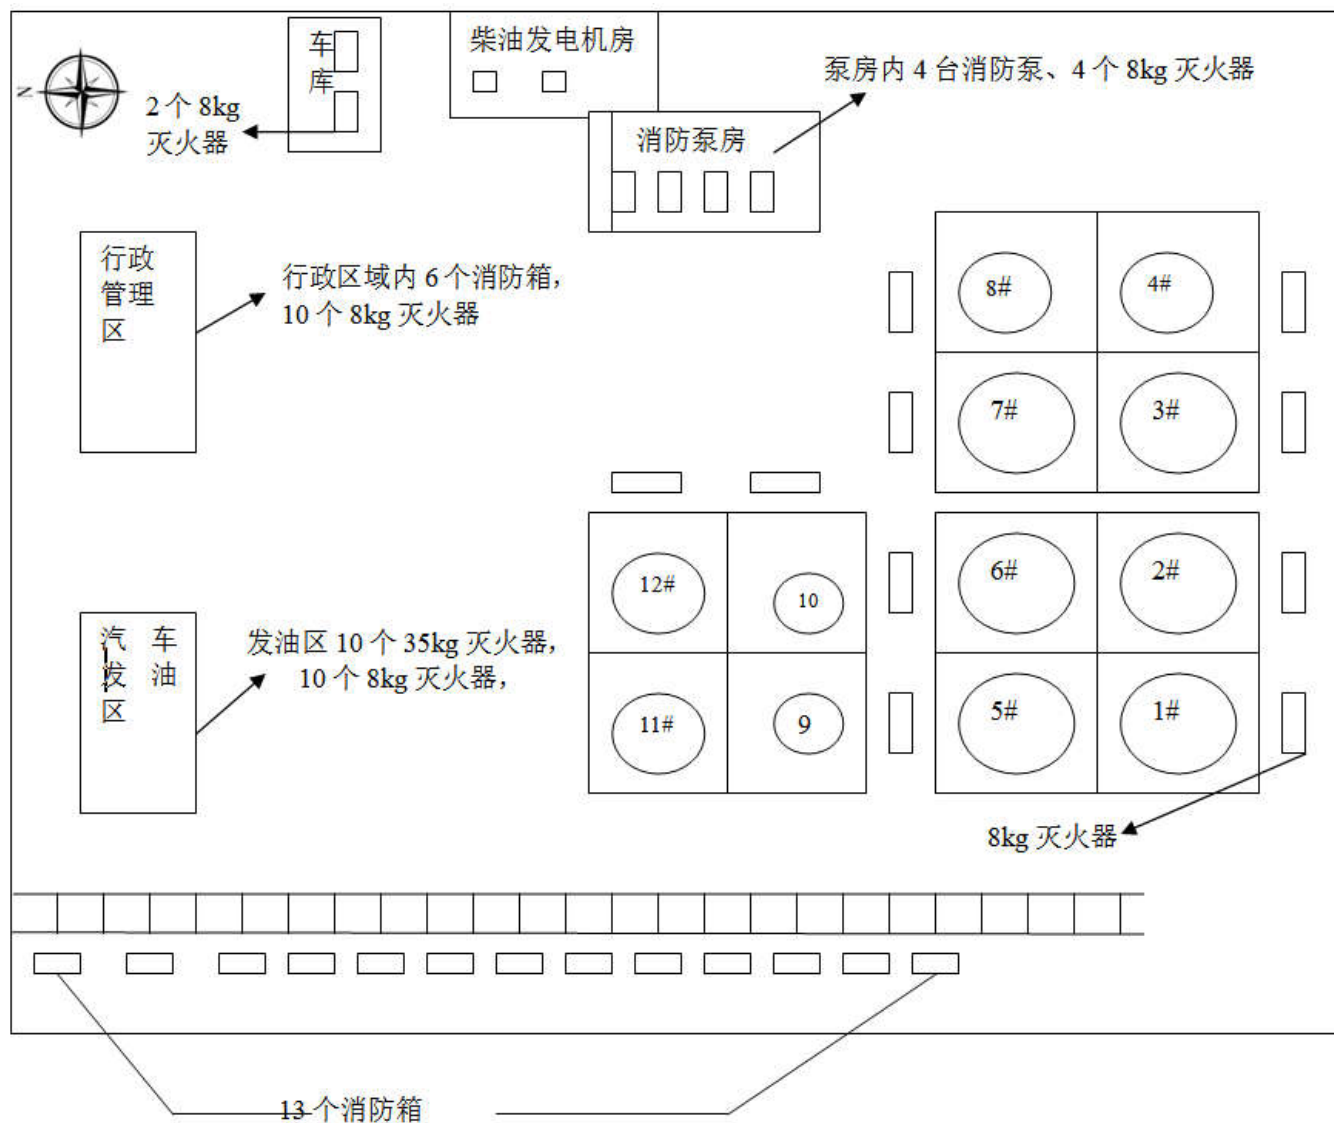 N
车
库
柴油发电机房
泵房内 4 台消防泵、4 个 8kg 灭火器
2 个 8kg
灭火器
消防泵房
行政
管理
区
行政区域内 6 个消防箱，
10 个 8kg 灭火器
8#
4#
7#
3#
12#
10
6#
2#
汽 车
发 油
区
发油区 10 个 35kg 灭火器，
10 个 8kg 灭火器，
11#
9
5#
1#
8kg 灭火器
13 个消防箱